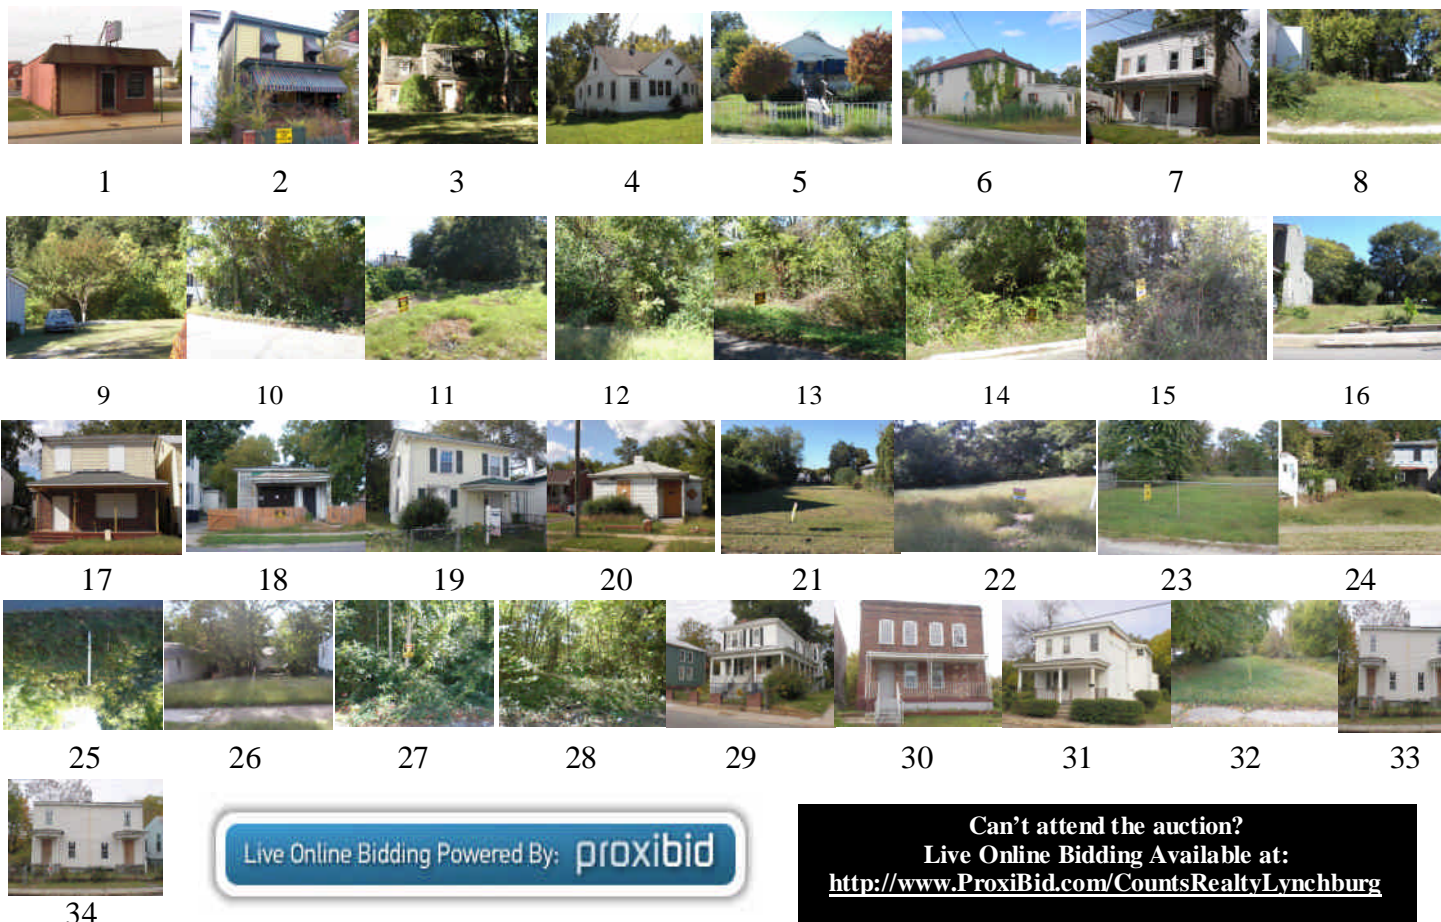 1 2 3 4 5 6 7 8
9 10 11 12 13 14 15 16
17 18 19 20 21 22 23 24
25 26 27 28 29 30 31 32 33
34
Live Online Bidding Powered By: proxibid
Can't attend the auction?
Live Online Bidding Available at:
http://www.ProxiBid.com/CountsRealtyLynchburg